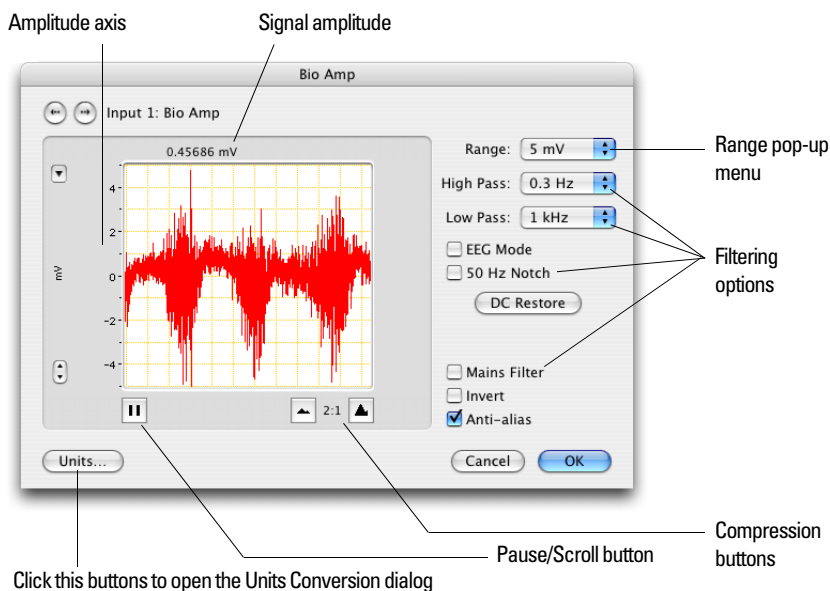 Amplitude axis
Signal amplitude
Bio Amp
Input 1: Bio Amp
0.45686 mV
Range: 5 mV
Range pop-up
menu
High Pass: 0.3 Hz
Low Pass: 1 kHz
EEG Mode
50 Hz Notch
Filtering
options
DC Restore
4
2
0
-2
-4
mV
Mains Filter
Invert
Anti-alias
2:1
Units...
Cancel
OK
Compression
buttons
Pause/Scroll button
Click this buttons to open the Units Conversion dialog